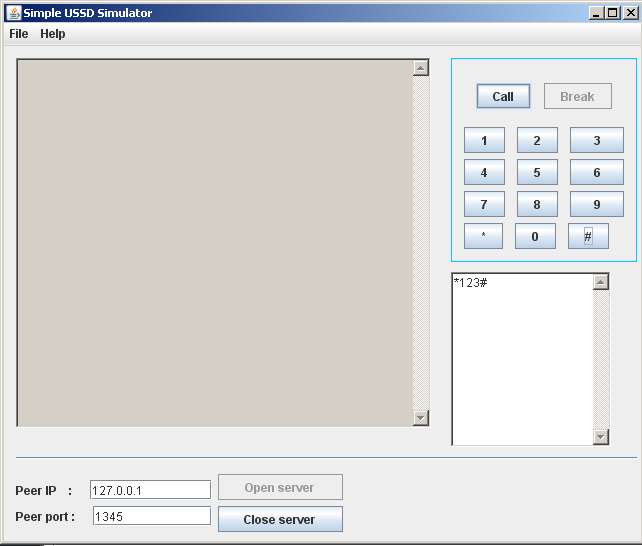 Simple USSD Simulator
File Help
Call Break
1 2 3
4 5 6
7 8 9
* 0 #
*123#
Peer IP : 127.0.0.1
Open server
Peer port : 1345
Close server